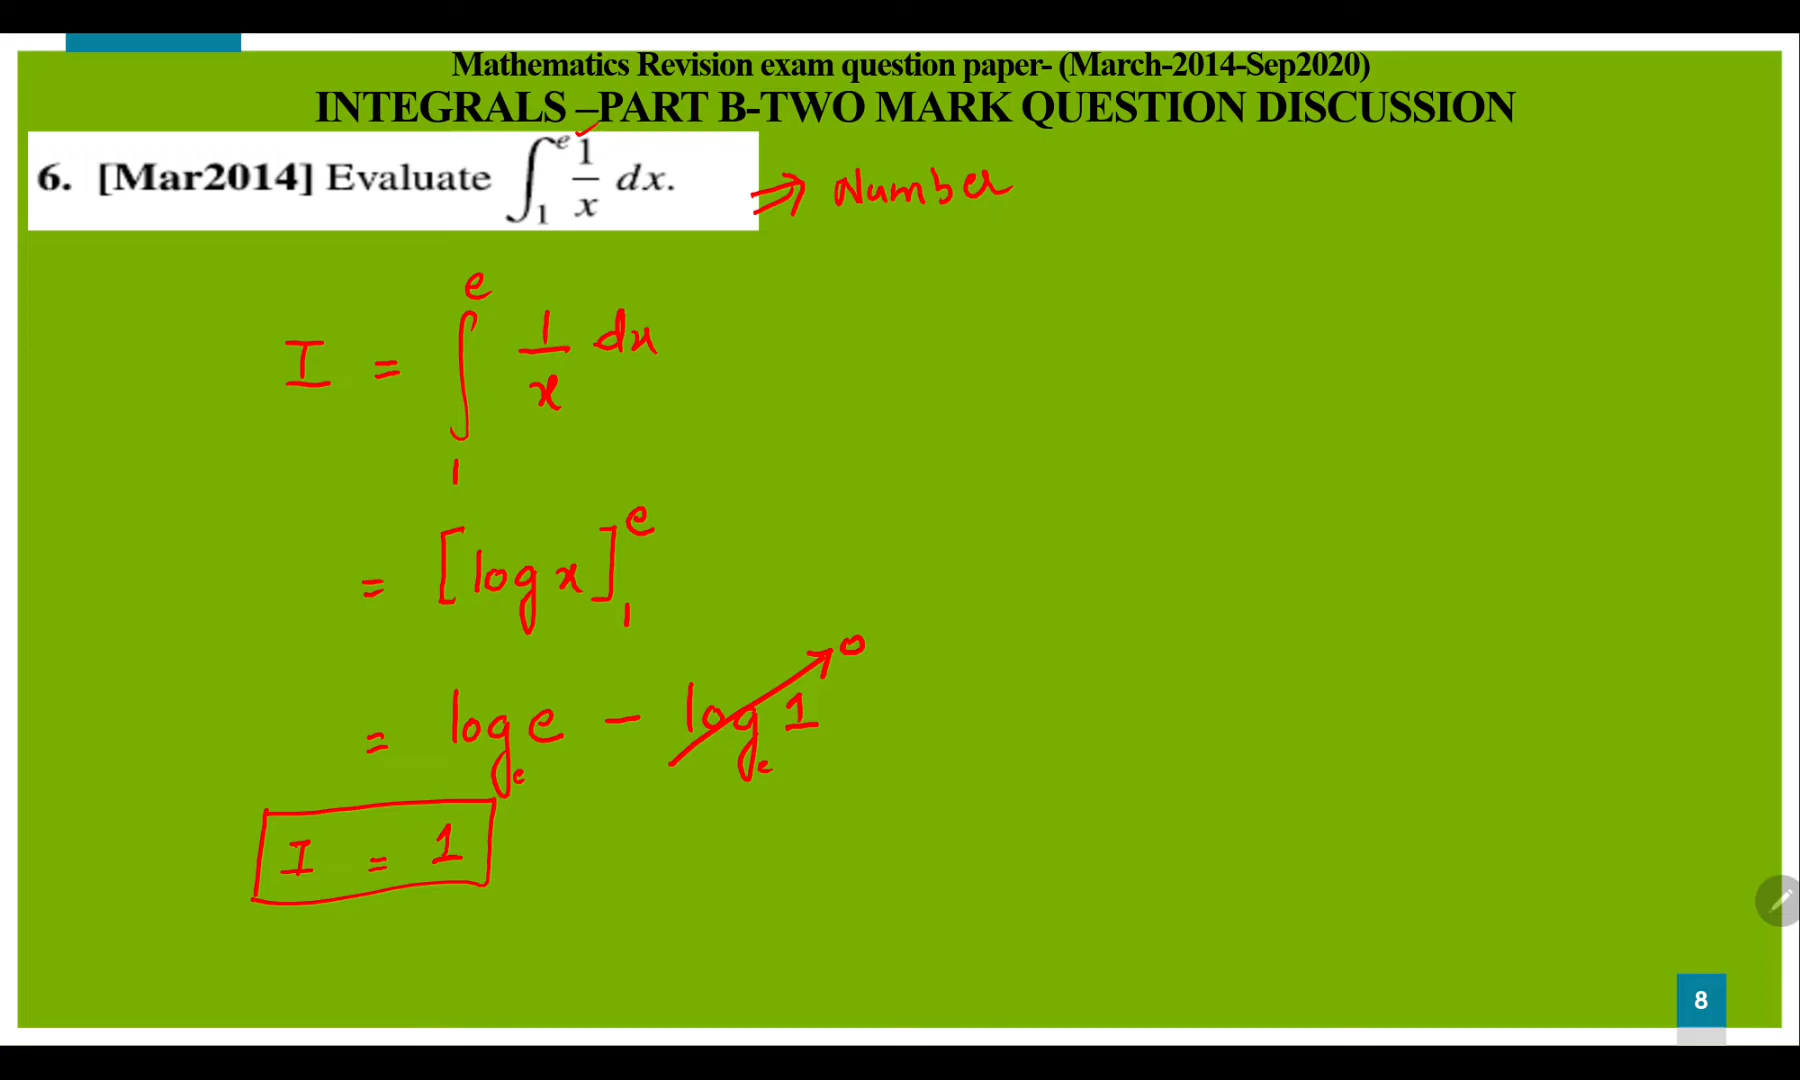 Mathematics Revision exam question paper- (March-2014-Sep2020)
INTEGRALS –PART B-TWO MARK QUESTION DISCUSSION
6. [Mar2014] Evaluate ∫₁ᵉ 1/x dx.
⇒ Number
I = ∫₁ᵉ 1/x dx
= [log x]₁ᵉ
= logₑ e − logₑ 1 → 0
I = 1
8